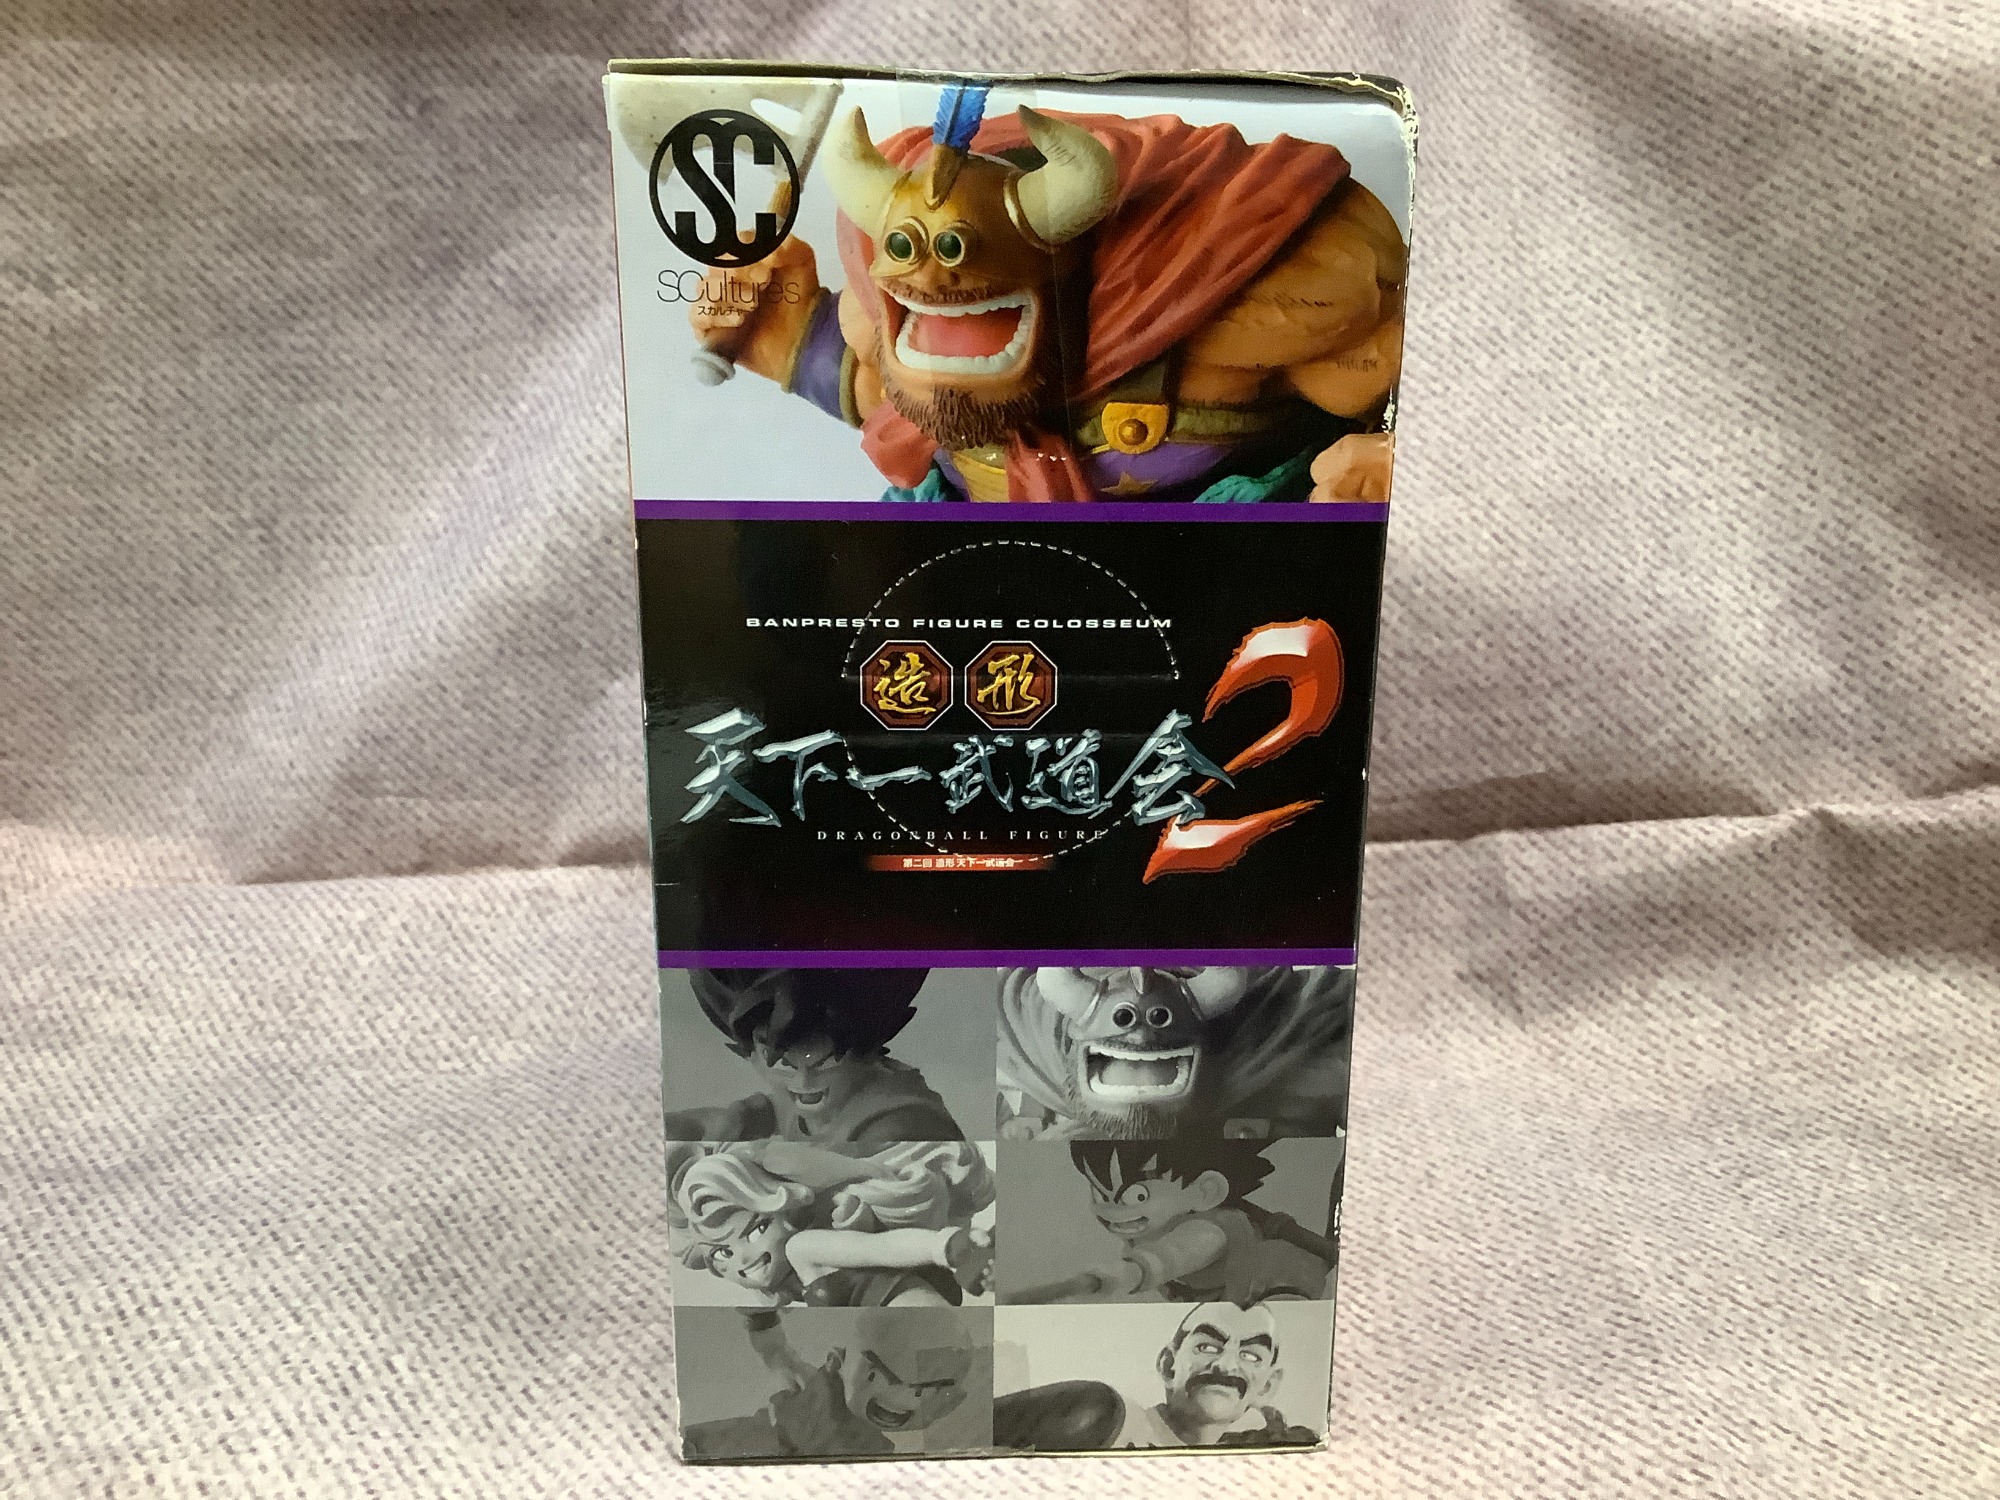 SC
SCultures
スカルチャー
BANPRESTO FIGURE COLOSSEUM
造形
天下一武道会2
DRAGONBALL FIGURE
第二回 造形 天下一武道会